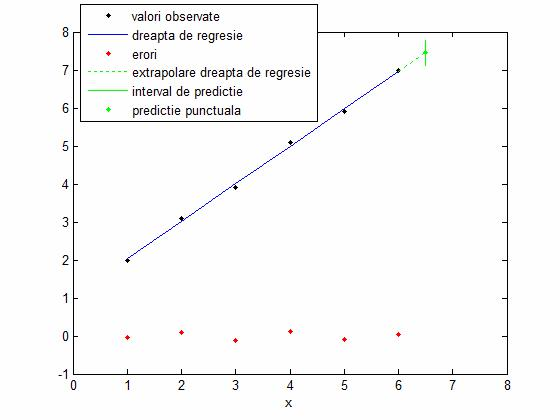 valori observate
dreapta de regresie
erori
extrapolare dreapta de regresie
interval de predictie
predictie punctuala
8
7
6
5
4
3
2
1
0
-1
0 1 2 3 4 5 6 7 8
x